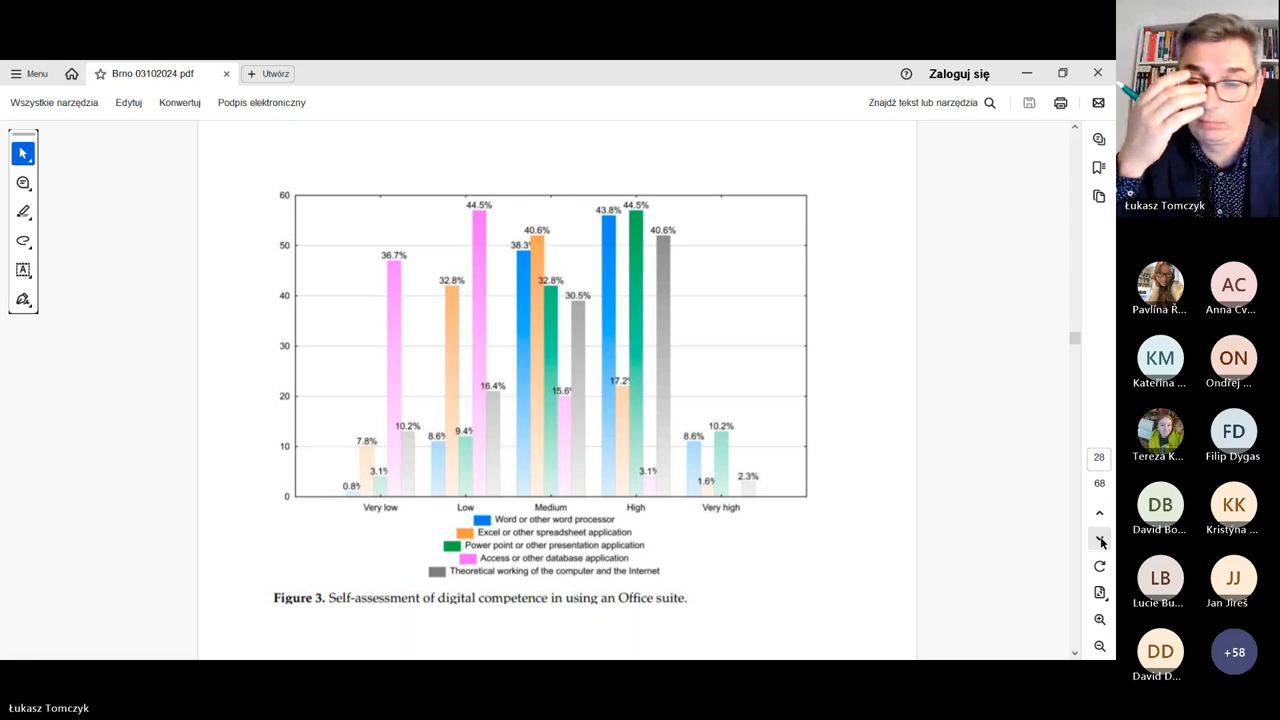 Menu
Brno 03102024.pdf
Utwórz
Zaloguj się
Wszystkie narzędzia
Edytuj
Konwertuj
Podpis elektroniczny
Znajdź tekst lub narzędzia
60
50
40
30
20
10
0
0.8%
7.8%
3.1%
36.7%
10.2%
8.6%
32.8%
9.4%
44.5%
16.4%
38.3%
40.6%
32.8%
15.6%
30.5%
43.8%
17.2%
44.5%
3.1%
40.6%
8.6%
1.6%
10.2%
2.3%
Very low
Low
Medium
High
Very high
Word or other word processor
Excel or other spreadsheet application
Power point or other presentation application
Access or other database application
Theoretical working of the computer and the Internet
Figure 3. Self-assessment of digital competence in using an Office suite.
28
68
Łukasz Tomczyk
Pavlína Ř...
AC
Anna Cv...
KM
Kateřina ...
ON
Ondřej ...
Tereza K...
FD
Filip Dygas
DB
David Bo...
KK
Kristýna ...
LB
Lucie Bu...
JJ
Jan Jireš
DD
David D...
+58
Łukasz Tomczyk